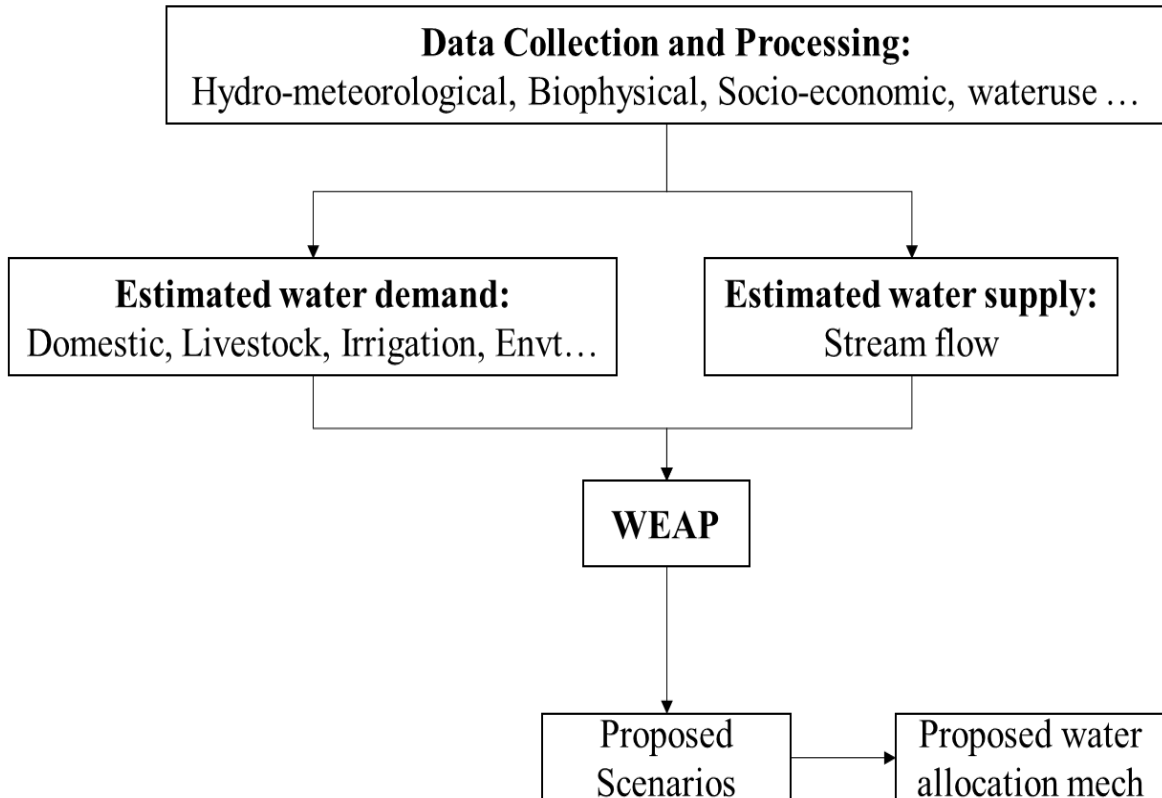 Data Collection and Processing:
Hydro-meteorological, Biophysical, Socio-economic, wateruse …
Estimated water demand:
Domestic, Livestock, Irrigation, Envt…
Estimated water supply:
Stream flow
WEAP
Proposed
Scenarios
Proposed water
allocation mech